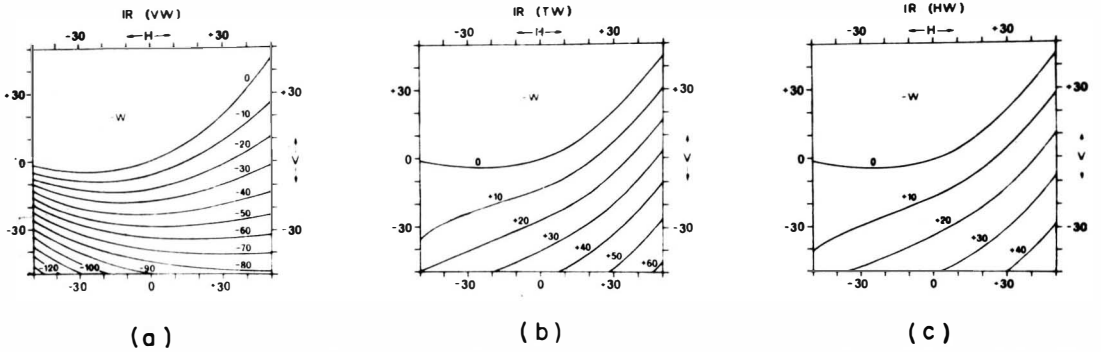 IR (VW) IR (TW) IR (HW)
-30 ←H→ +30 -30 ←H→ +30 -30 ←H→ +30
0
+30 -W -10 +30 +30 -W +30 +30 -W +30
-20
0 -30 V 0 0 V 0 0 V
-40 +10 +10
-50 +20 +20
-30 -60 -30 -30 +30 -30 -30 +30 -30
-70 +40 +40
-120 -100 -90 -80 +50 +60
-30 0 +30 -30 0 +30 -30 0 +30
(a) (b) (c)